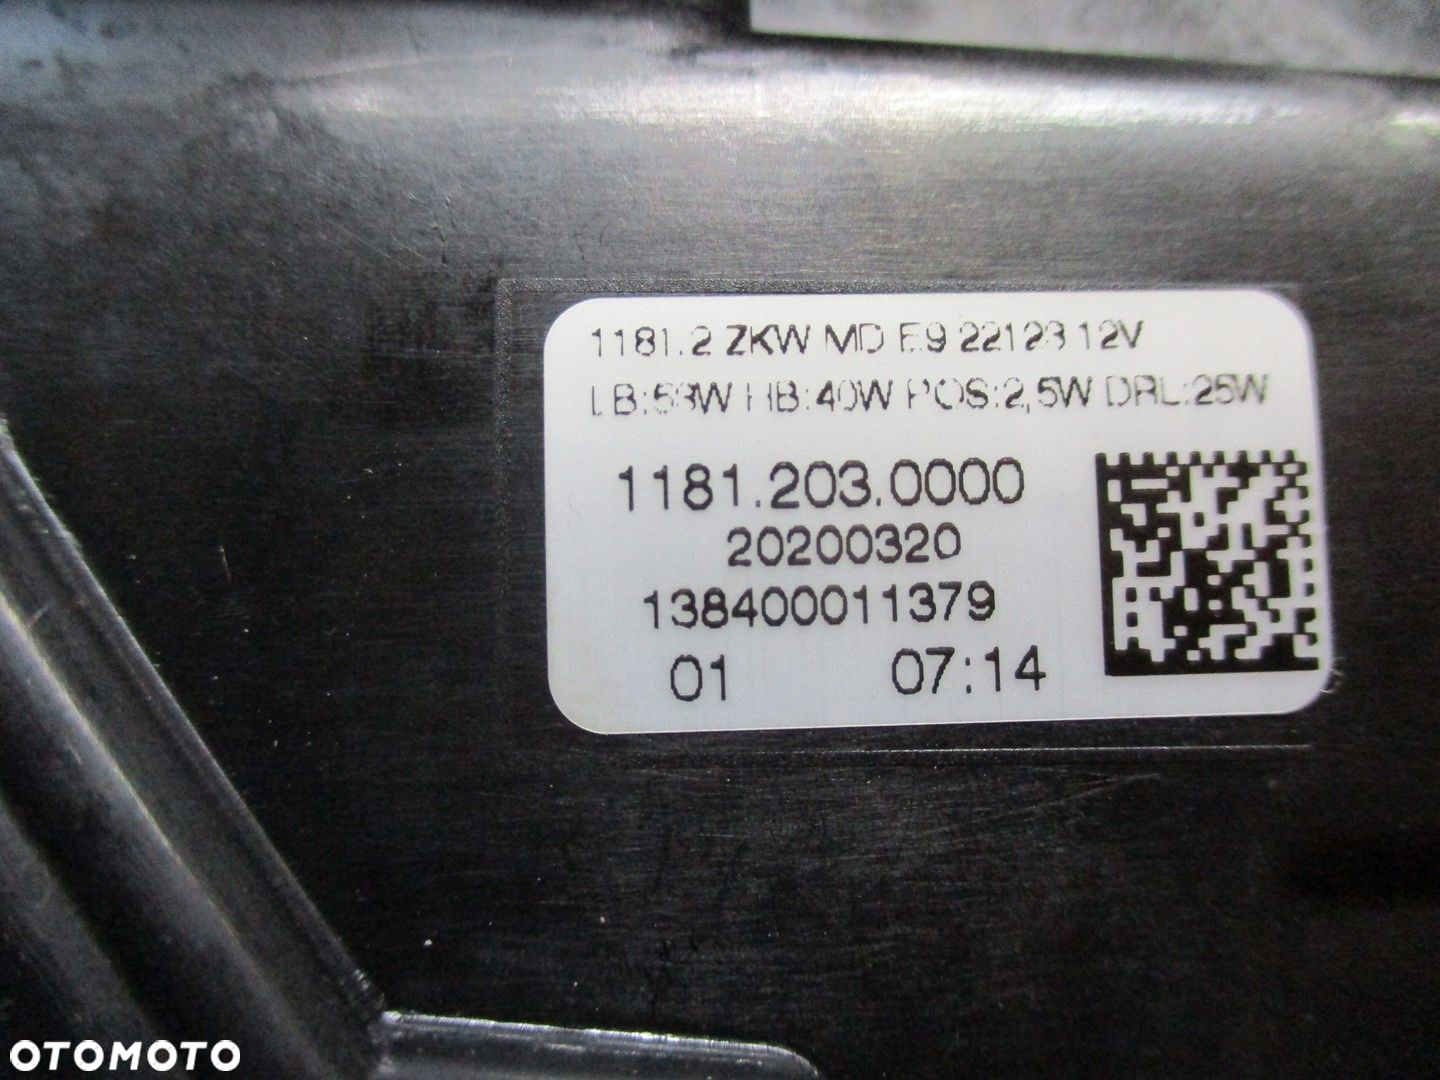 1181.2 ZKW MD E9 22123 12V
LB:53W HB:40W POS:2,5W DRL:25W
1181.203.0000
20200320
138400011379
01 07:14
OTOMOTO